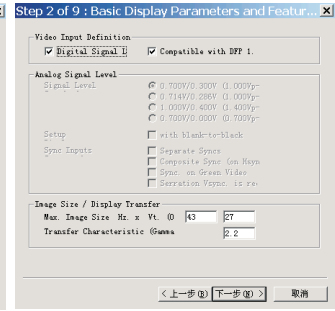 Step 2 of 9 : Basic Display Parameters and Featur...
Video Input Definition
Digital Signal I
Compatible with DFP 1.
Analog Signal Level
Signal Level
0.700V/0.300V (1.000Vp-
0.714V/0.286V (1.000Vp-
1.000V/0.400V (1.400Vp-
0.700V/0.000V (0.700Vp-
Setup
with blank-to-black
Sync Inputs
Separate Syncs
Composite Sync (on Hsyn
Sync. on Green Video
Serration Vsync. is re
Image Size / Display Transfer
Max. Image Size Hz. x Vt. (0 43 27
Transfer Characteristic (Gamma 2.2
< 上一步(B) 下一步(N) > 取消